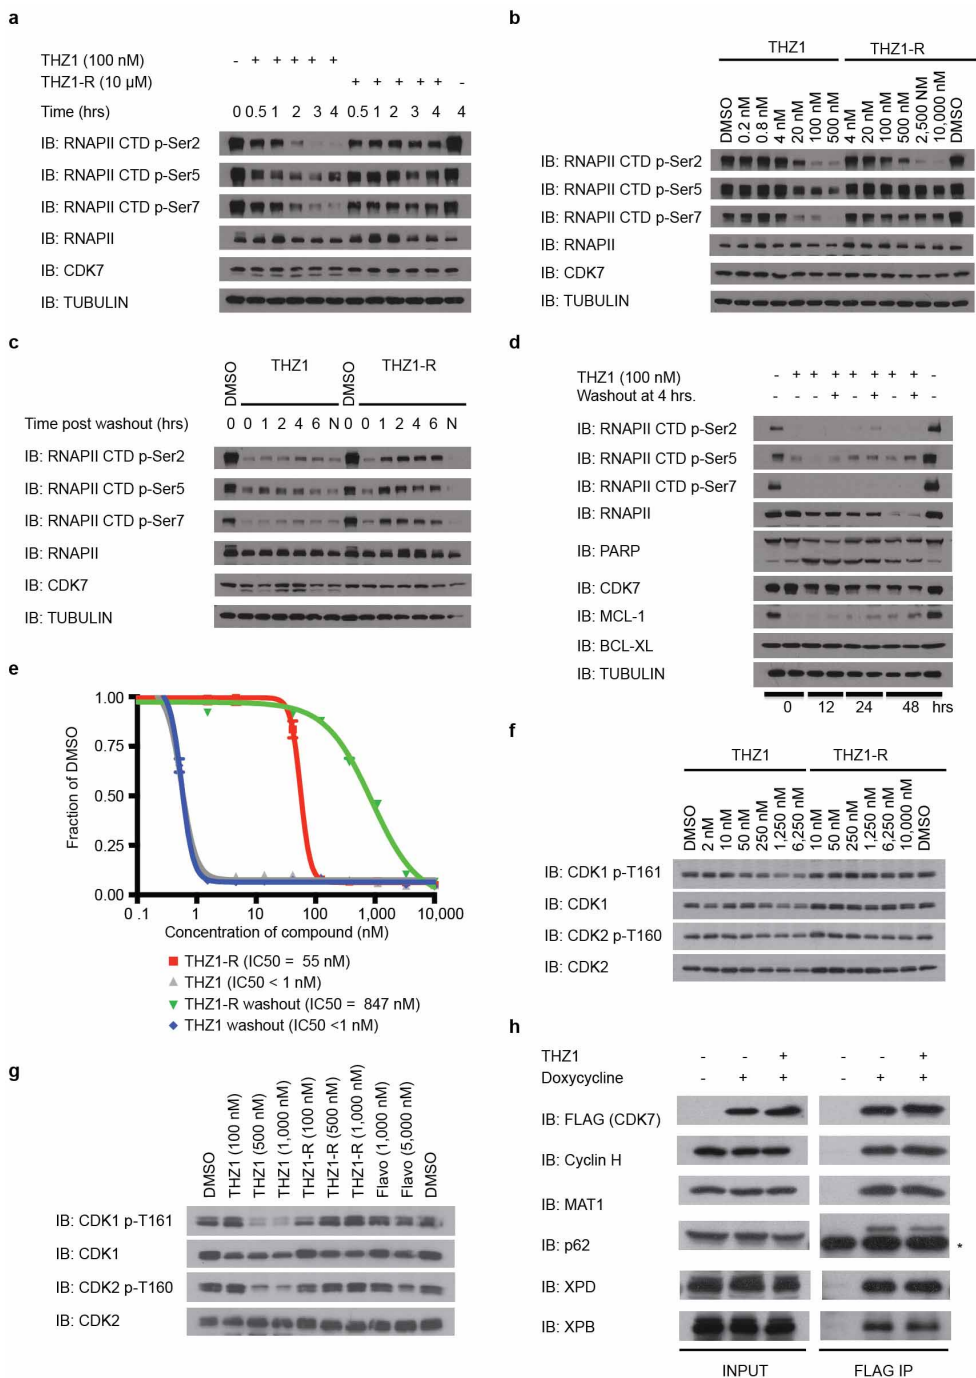 a
THZ1 (100 nM) - + + + + +
THZ1-R (10 µM) + + + + + -
Time (hrs) 0 0.5 1 2 3 4 0.5 1 2 3 4 4
IB: RNAPII CTD p-Ser2
IB: RNAPII CTD p-Ser5
IB: RNAPII CTD p-Ser7
IB: RNAPII
IB: CDK7
IB: TUBULIN
b
THZ1 THZ1-R
DMSO 0.2 nM 0.8 nM 4 nM 20 nM 100 nM 500 nM 4 nM 20 nM 100 nM 500 nM 2,500 NM 10,000 nM DMSO
IB: RNAPII CTD p-Ser2
IB: RNAPII CTD p-Ser5
IB: RNAPII CTD p-Ser7
IB: RNAPII
IB: CDK7
IB: TUBULIN
c
DMSO THZ1 DMSO THZ1-R
Time post washout (hrs) 0 0 1 2 4 6 N 0 0 1 2 4 6 N
IB: RNAPII CTD p-Ser2
IB: RNAPII CTD p-Ser5
IB: RNAPII CTD p-Ser7
IB: RNAPII
IB: CDK7
IB: TUBULIN
d
THZ1 (100 nM) - + + + + + + + -
Washout at 4 hrs. - - - + - + - + -
IB: RNAPII CTD p-Ser2
IB: RNAPII CTD p-Ser5
IB: RNAPII CTD p-Ser7
IB: RNAPII
IB: PARP
IB: CDK7
IB: MCL-1
IB: BCL-XL
IB: TUBULIN
0 12 24 48 hrs
e
Fraction of DMSO
1.00
0.75
0.50
0.25
0.00
0.1 1 10 100 1,000 10,000
Concentration of compound (nM)
THZ1-R (IC50 = 55 nM)
THZ1 (IC50 < 1 nM)
THZ1-R washout (IC50 = 847 nM)
THZ1 washout (IC50 <1 nM)
f
THZ1 THZ1-R
DMSO 2 nM 10 nM 50 nM 250 nM 1,250 nM 6,250 nM 10 nM 50 nM 250 nM 1,250 nM 6,250 nM 10,000 nM DMSO
IB: CDK1 p-T161
IB: CDK1
IB: CDK2 p-T160
IB: CDK2
g
DMSO THZ1 (100 nM) THZ1 (500 nM) THZ1 (1,000 nM) THZ1-R (100 nM) THZ1-R (500 nM) THZ1-R (1,000 nM) Flavo (1,000 nM) Flavo (5,000 nM) DMSO
IB: CDK1 p-T161
IB: CDK1
IB: CDK2 p-T160
IB: CDK2
h
THZ1 - - + - - +
Doxycycline - + + - + +
IB: FLAG (CDK7)
IB: Cyclin H
IB: MAT1
IB: p62 *
IB: XPD
IB: XPB
INPUT FLAG IP